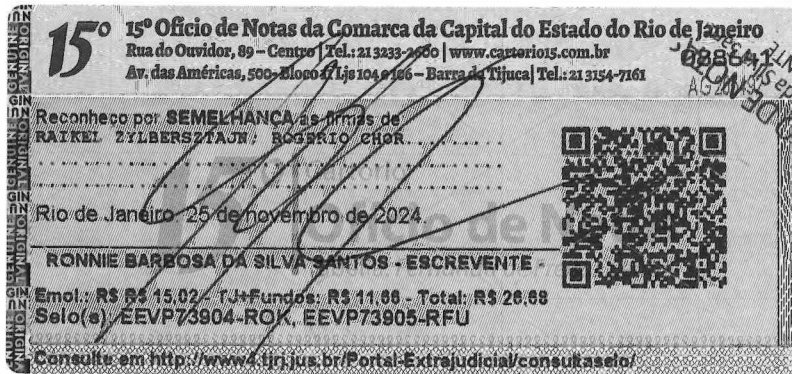 15º 15º Ofício de Notas da Comarca da Capital do Estado do Rio de Janeiro
Rua do Ouvidor, 89 – Centro | Tel.: 21 3233-2600 | www.cartorio15.com.br
Av. das Américas, 500- Bloco 11 Ljs 104 e 106 – Barra da Tijuca | Tel.: 21 3154-7161
088641
Reconheço por SEMELHANÇA as firmas de
RAIKEL ZYLBERSZTAJN, ROGERIO CHOR
Rio de Janeiro, 25 de novembro de 2024.
RONNIE BARBOSA DA SILVA SANTOS - ESCREVENTE
Emol.: R$ R$ 15,02 - TJ+Fundos: R$ 11,66 - Total: R$ 26,68
Selo(s), EEVP73904-ROK, EEVP73905-RFU
Consulte em http://www4.tjrj.jus.br/Portal-Extrajudicial/consultaselo/